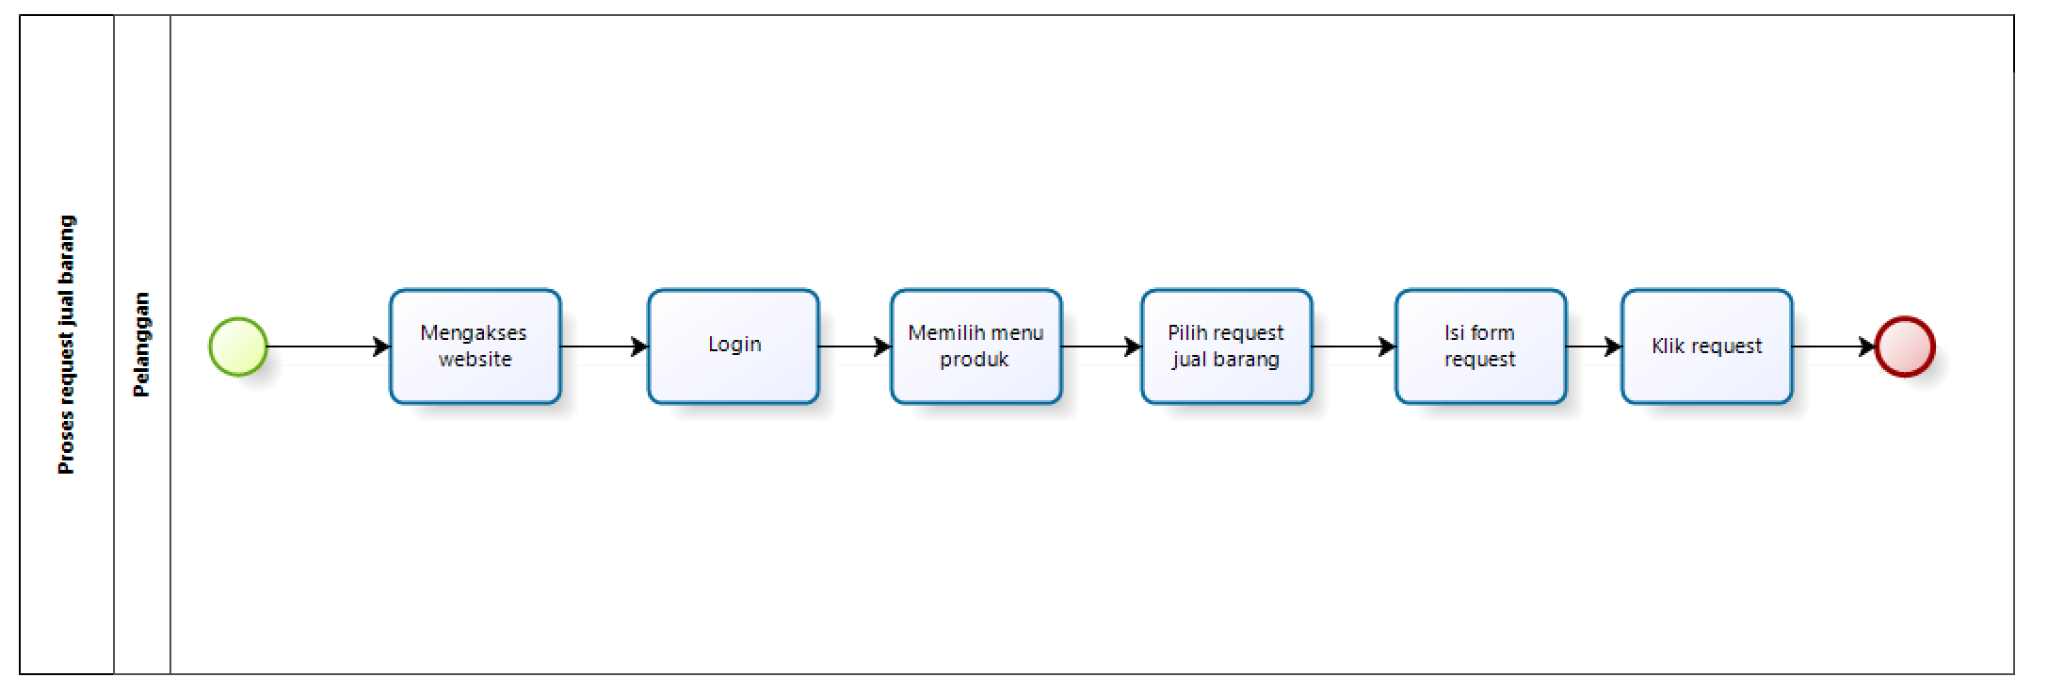 Proses request jual barang
Pelanggan
Mengakses
website
Login
Memilih menu
produk
Pilih request
jual barang
Isi form
request
Klik request